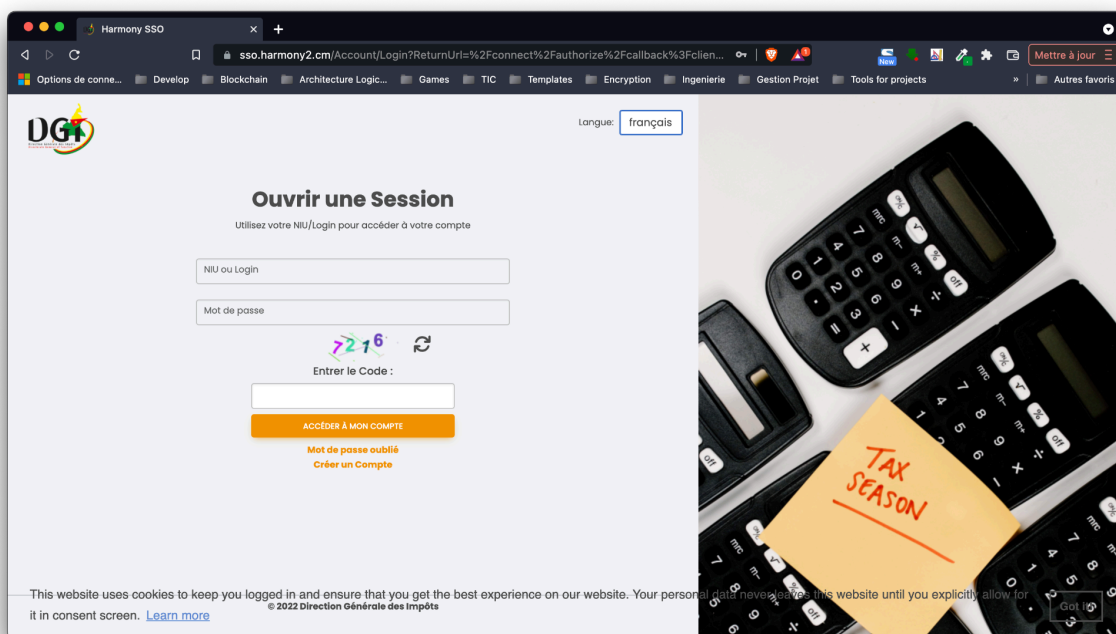 Harmony SSO
sso.harmony2.cm/Account/Login?ReturnUrl=%2Fconnect%2Fauthorize%2Fcallback%3Fclien...
1
New
Mettre à jour
Options de conne...
Develop
Blockchain
Architecture Logic...
Games
TIC
Templates
Encryption
Ingenierie
Gestion Projet
Tools for projects
»
Autres favoris
DGI
Langue: français
Ouvrir une Session
Utilisez votre NIU/Login pour accéder à votre compte
NIU ou Login
Mot de passe
7216
Entrer le Code :
ACCÉDER À MON COMPTE
Mot de passe oublié
Créer un Compte
TAX
SEASON
This website uses cookies to keep you logged in and ensure that you get the best experience on our website. Your personal data never leaves this website until you explicitly allow for
it in consent screen. Learn more
© 2022 Direction Générale des Impôts
Got it!